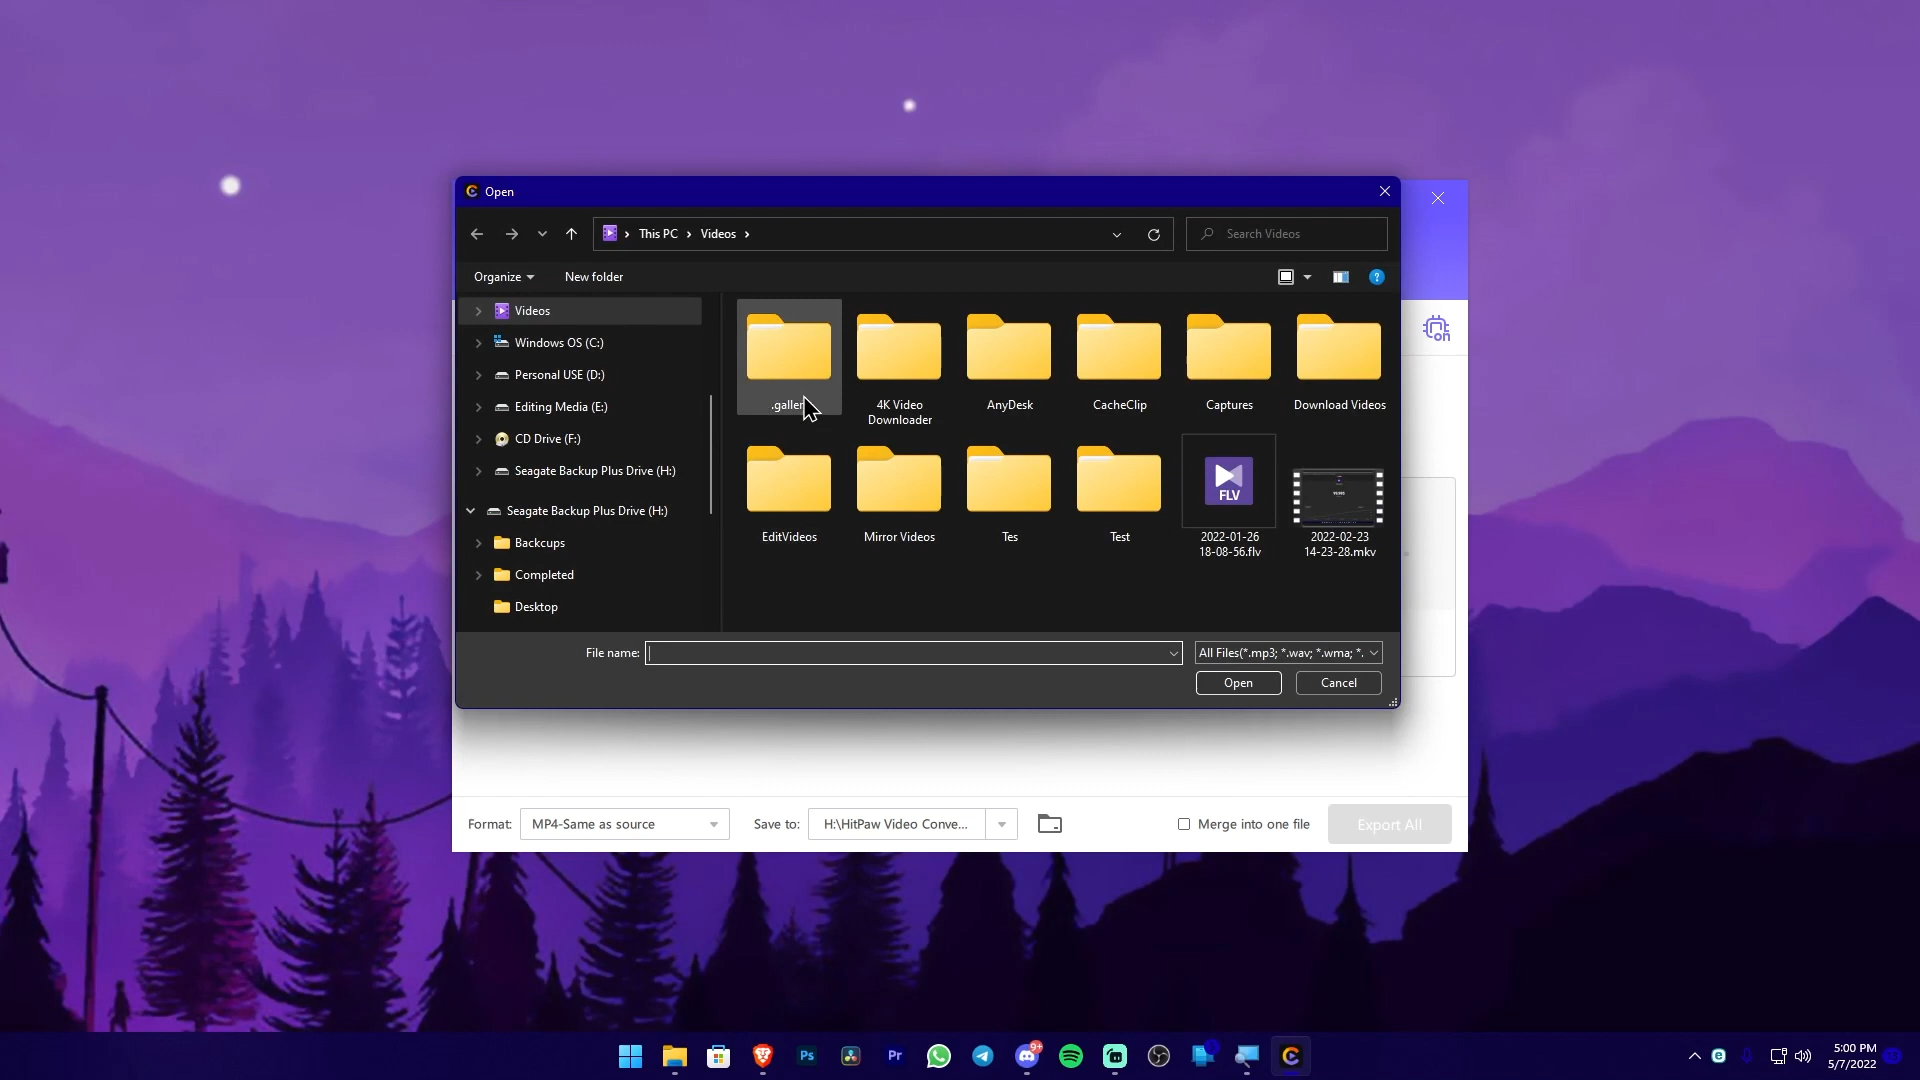 Open
This PC
Videos
Search Videos
Organize
New folder
Videos
Windows OS (C:)
Personal USE (D:)
Editing Media (E:)
CD Drive (F:)
Seagate Backup Plus Drive (H:)
Seagate Backup Plus Drive (H:)
Backcups
Completed
Desktop
4K Video
Downloader
AnyDesk
CacheClip
Captures
Download Videos
EditVideos
Mirror Videos
Tes
Test
FLV
2022-01-26
18-08-56.flv
2022-02-23
14-23-28.mkv
File name:
All Files(*.mp3; *.wav; *.wma; *.
Open
Cancel
on
Format:
MP4-Same as source
Save to:
H:\HitPaw Video Conve...
Merge into one file
Export All
Ps
Pr
9+
5:00 PM
5/7/2022